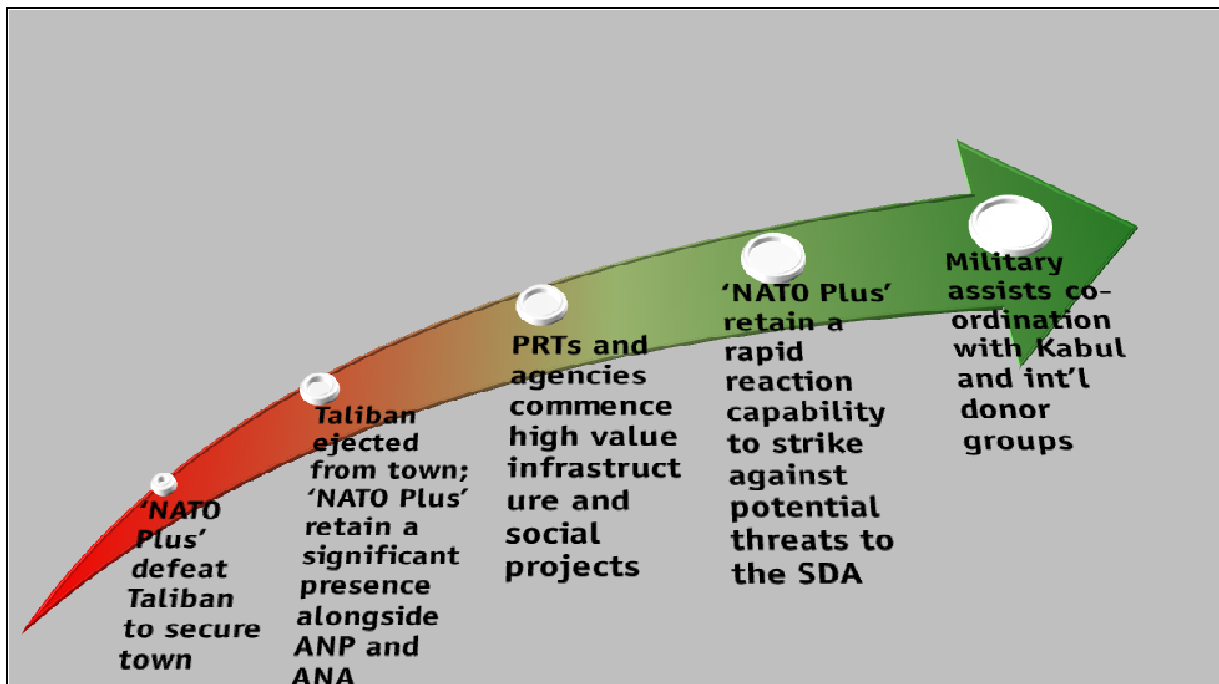 ‘NATO
Plus’
defeat
Taliban
to secure
town
Taliban
ejected
from town;
‘NATO Plus’
retain a
significant
presence
alongside
ANP and
ANA
PRTs and
agencies
commence
high value
infrastruct
ure and
social
projects
‘NATO Plus’
retain a
rapid
reaction
capability
to strike
against
potential
threats to
the SDA
Military
assists co-
ordination
with Kabul
and int’l
donor
groups